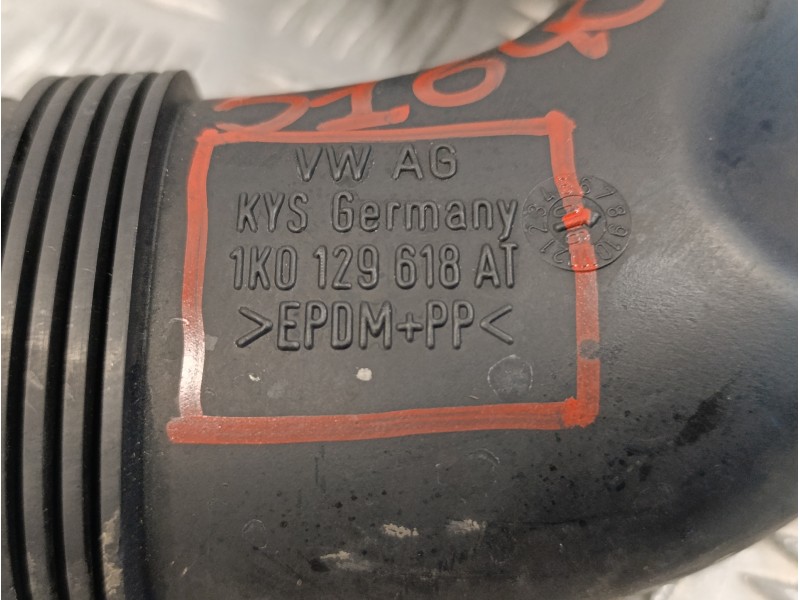 VW AG
KYS Germany
1K0 129 618 AT
>EPDM+PP<